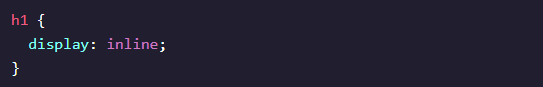 h1 {
  display: inline;
}